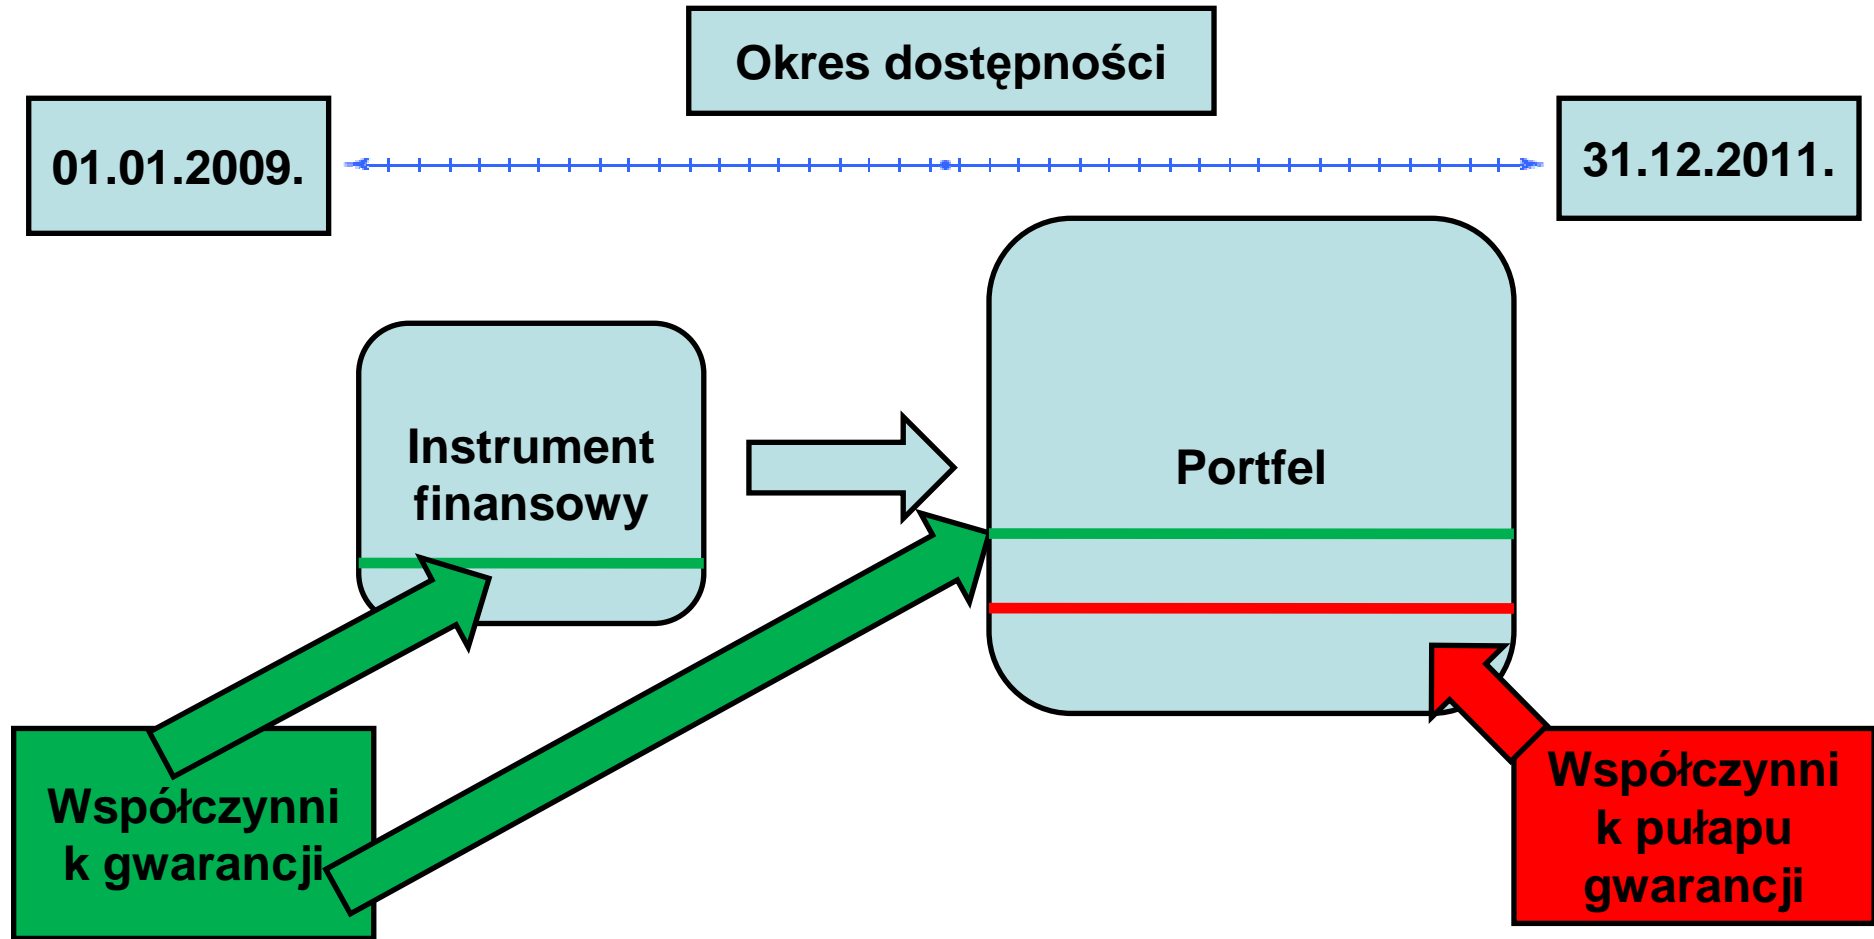 Okres dostępności
01.01.2009.
31.12.2011.
Instrument
finansowy
Portfel
Współczynni
k gwarancji
Współczynni
k pułapu
gwarancji